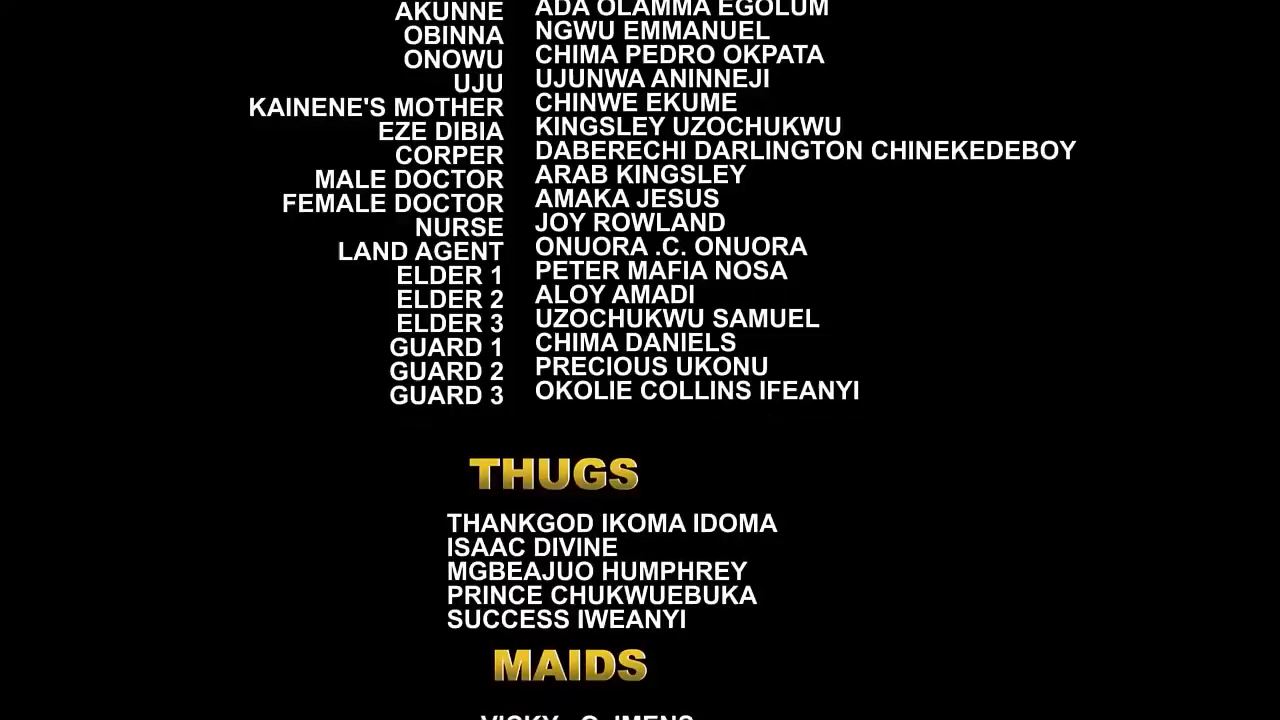 AKUNNE ADA OLAMMA EGOLUM
OBINNA NGWU EMMANUEL
ONOWU CHIMA PEDRO OKPATA
UJU UJUNWA ANINNEJI
KAINENE'S MOTHER CHINWE EKUME
EZE DIBIA KINGSLEY UZOCHUKWU
CORPER DABERECHI DARLINGTON CHINEKEDEBOY
MALE DOCTOR ARAB KINGSLEY
FEMALE DOCTOR AMAKA JESUS
NURSE JOY ROWLAND
LAND AGENT ONUORA .C. ONUORA
ELDER 1 PETER MAFIA NOSA
ELDER 2 ALOY AMADI
ELDER 3 UZOCHUKWU SAMUEL
GUARD 1 CHIMA DANIELS
GUARD 2 PRECIOUS UKONU
GUARD 3 OKOLIE COLLINS IFEANYI
THUGS
THANKGOD IKOMA IDOMA
ISAAC DIVINE
MGBEAJUO HUMPHREY
PRINCE CHUKWUEBUKA
SUCCESS IWEANYI
MAIDS